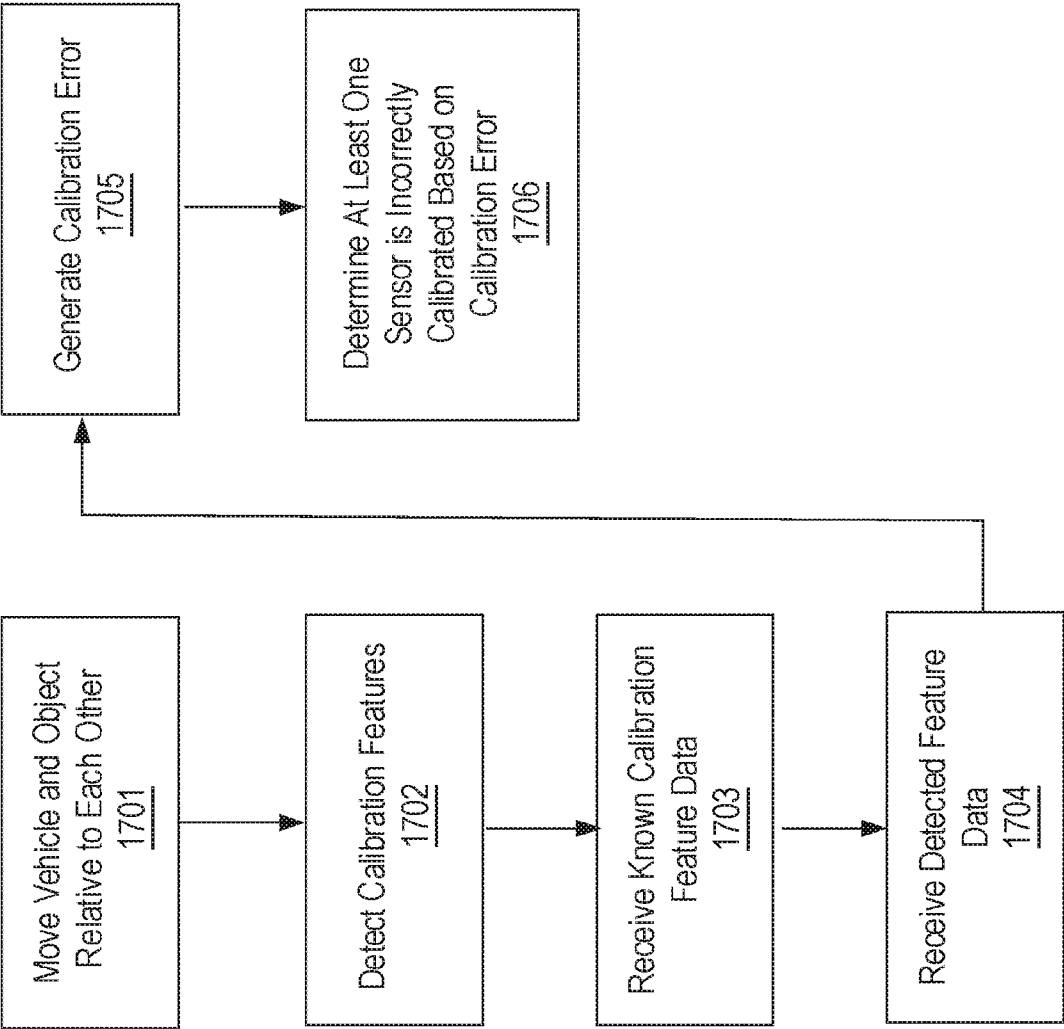 Move Vehicle and Object
Relative to Each Other
1701
Detect Calibration Features
1702
Receive Known Calibration
Feature Data
1703
Receive Detected Feature
Data
1704
Generate Calibration Error
1705
Determine At Least One
Sensor is Incorrectly
Calibrated Based on
Calibration Error
1706